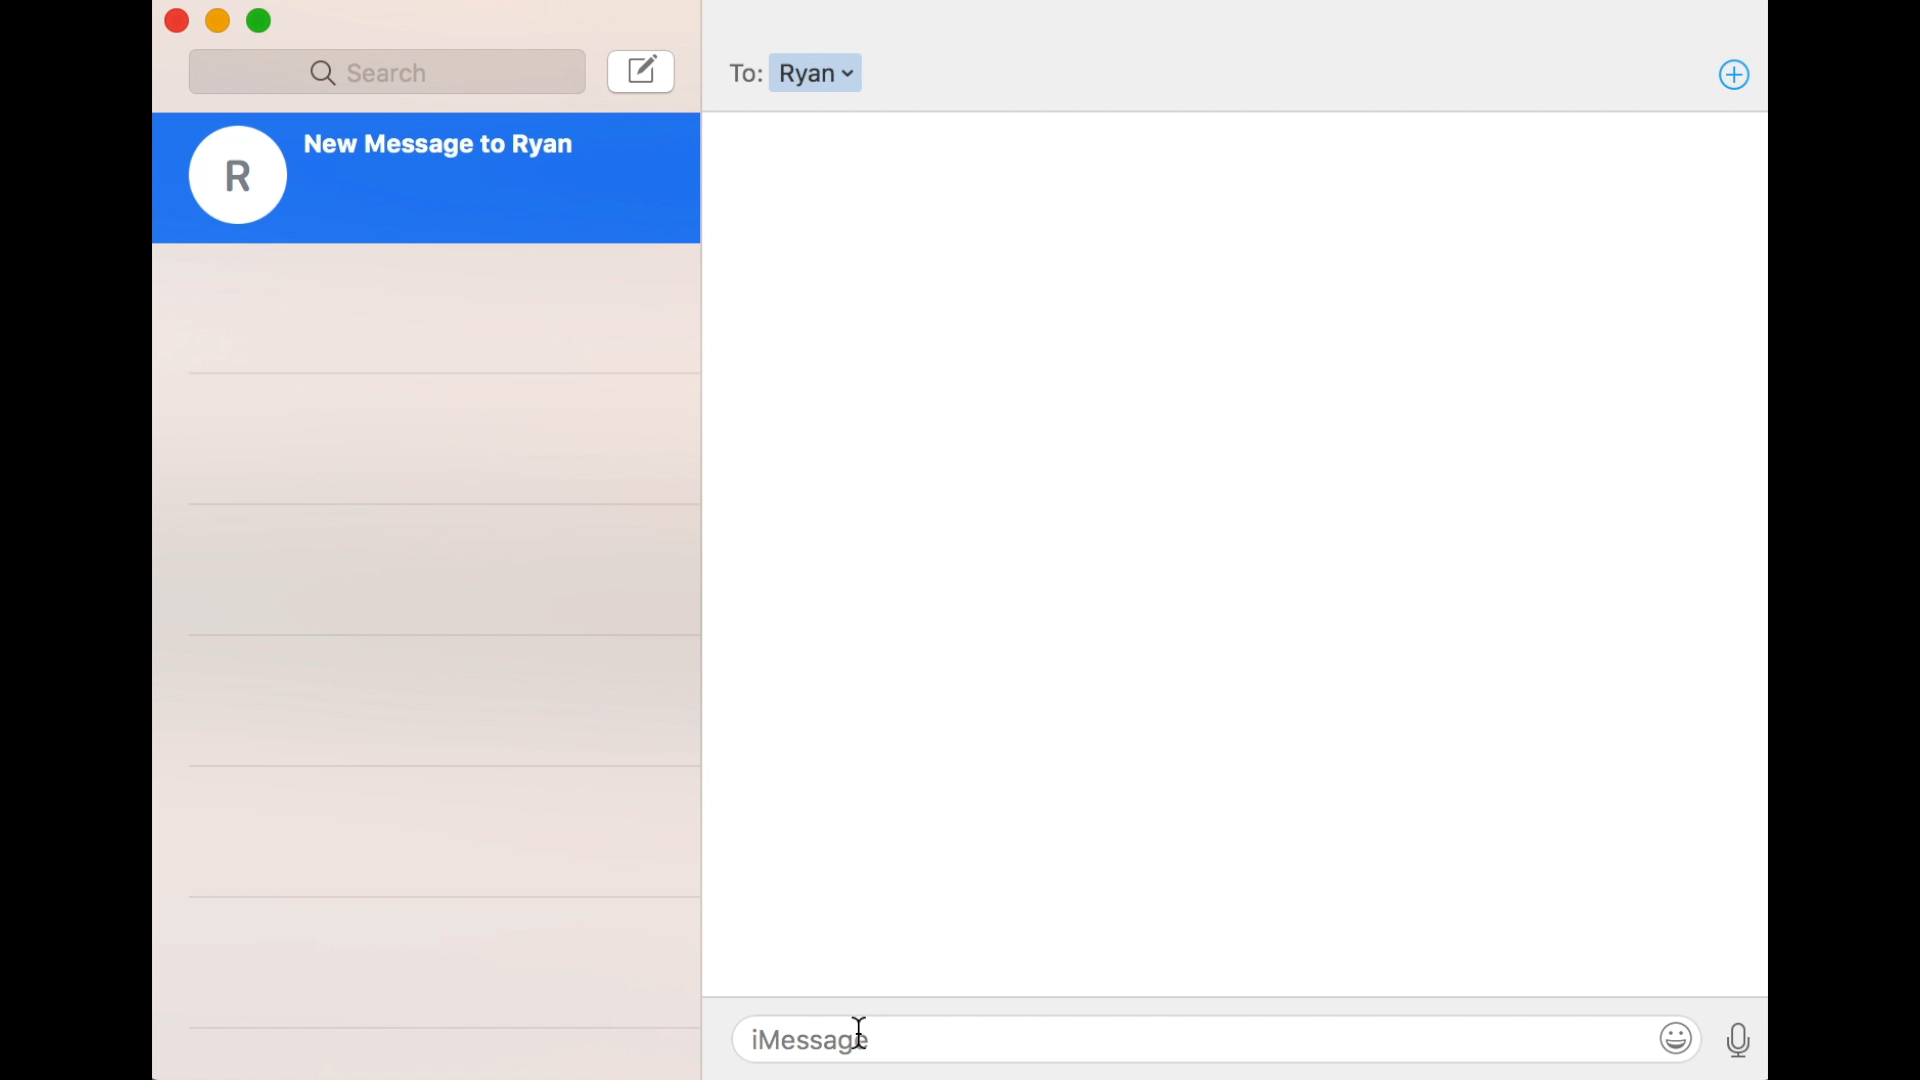 Search
To: Ryan
R
New Message to Ryan
iMessage